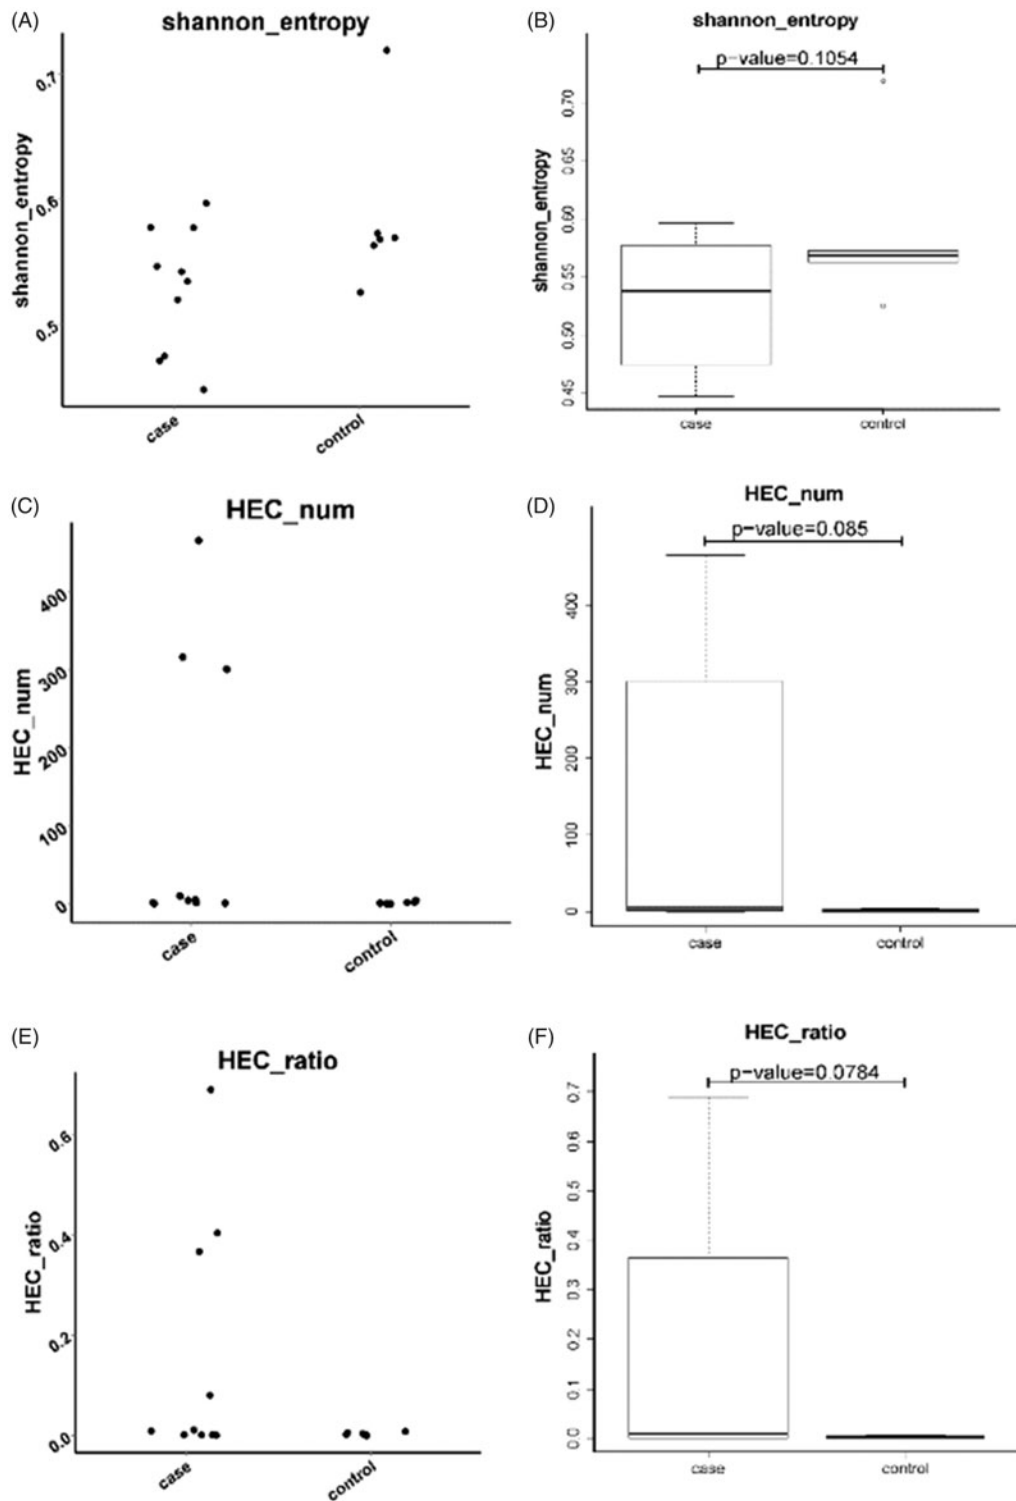 (A)
shannon_entropy
shannon_entropy
0.7
0.6
0.5
case
control
(B)
shannon_entropy
p-value=0.1054
shannon_entropy
0.70
0.65
0.60
0.55
0.50
0.45
case
control
(C)
HEC_num
HEC_num
400
300
200
100
0
case
control
(D)
HEC_num
p-value=0.085
HEC_num
400
300
200
100
0
case
control
(E)
HEC_ratio
HEC_ratio
0.6
0.4
0.2
0.0
case
control
(F)
HEC_ratio
p-value=0.0784
HEC_ratio
0.7
0.6
0.5
0.4
0.3
0.2
0.1
0.0
case
control